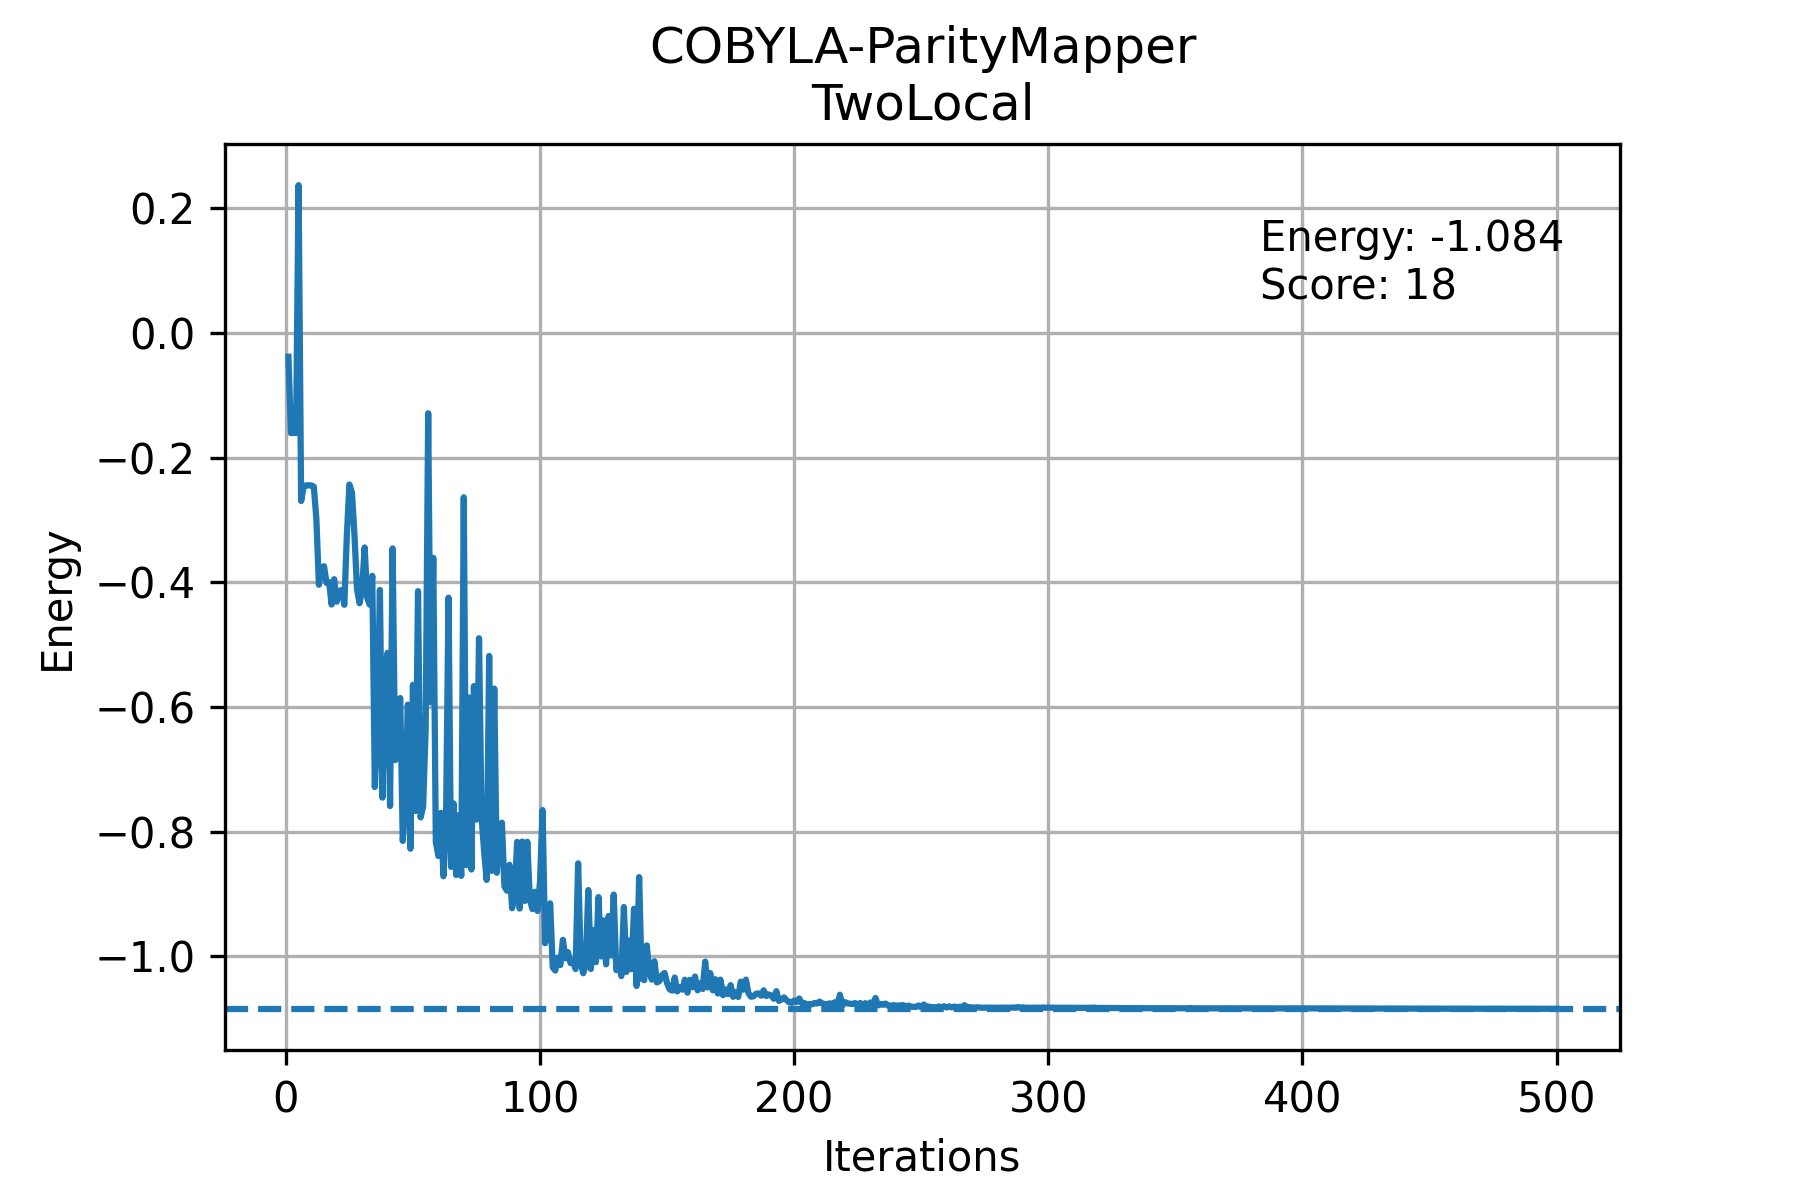 COBYLA-ParityMapper
TwoLocal
Energy: -1.084
Score: 18
Energy
0.2
0.0
−0.2
−0.4
−0.6
−0.8
−1.0
0 100 200 300 400 500
Iterations